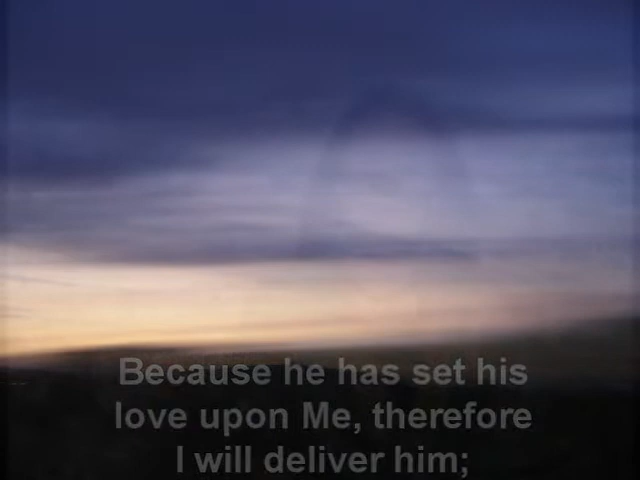 Because he has set his
love upon Me, therefore
I will deliver him;